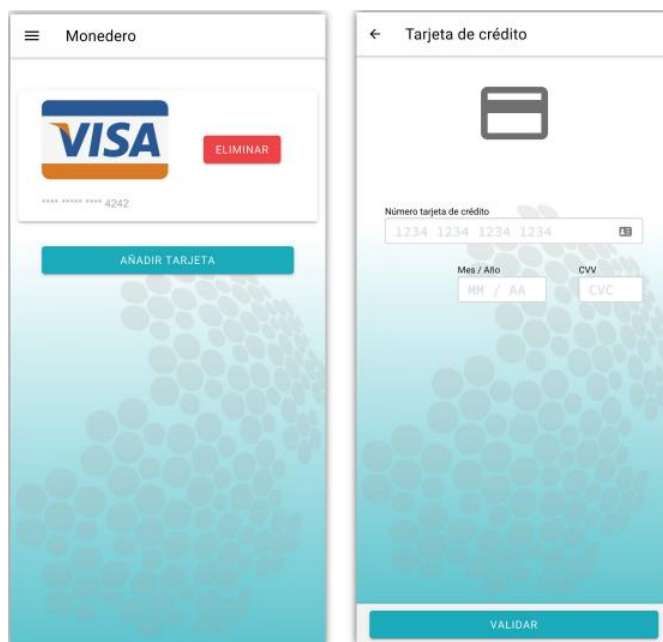 Monedero
VISA
ELIMINAR
**** ***** **** 4242
AÑADIR TARJETA
Tarjeta de crédito
Número tarjeta de crédito
1234 1234 1234 1234
Mes / Año CVV
MM / AA CVC
VALIDAR